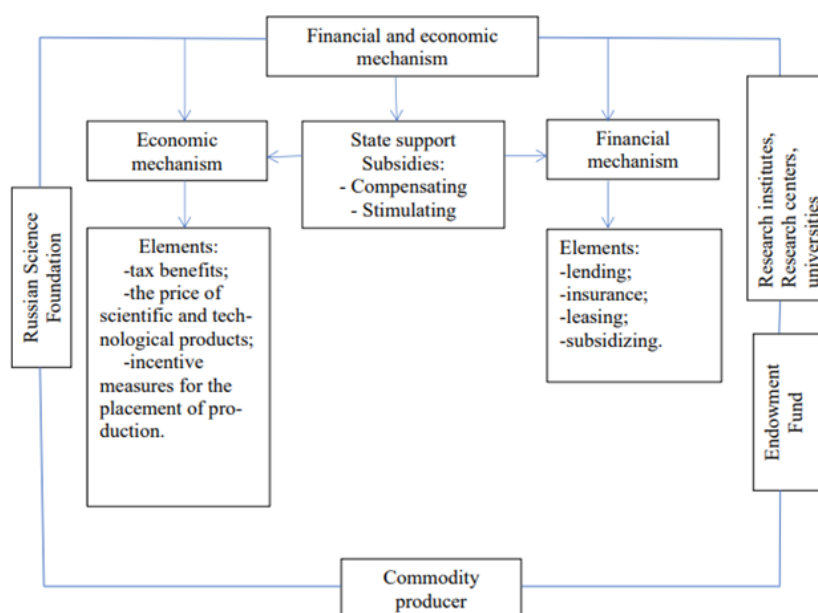 Financial and economic
mechanism
Economic
mechanism
State support
Subsidies:
- Compensating
- Stimulating
Financial
mechanism
Russian Science
Foundation
Research institutes,
Research centers,
universities
Elements:
-tax benefits;
-the price of
scientific and tech-
nological products;
-incentive
measures for the
placement of pro-
duction.
Elements:
-lending;
-insurance;
-leasing;
-subsidizing.
Endowment
Fund
Commodity
producer